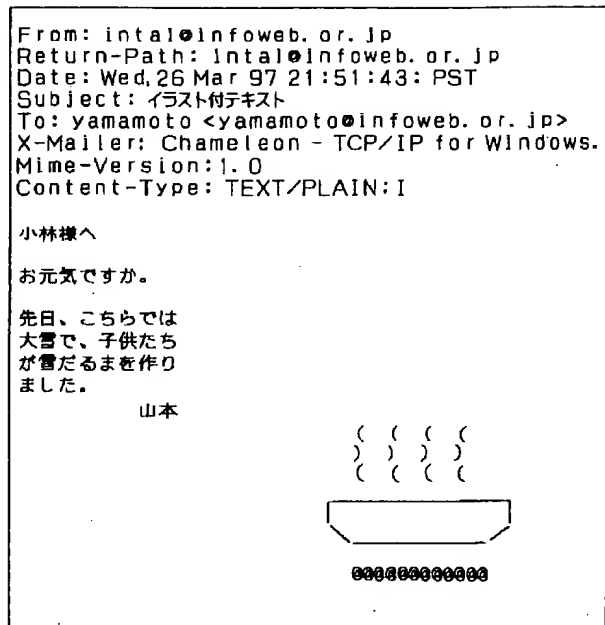 From: intal@infoweb.or.jp
Return-Path: intal@infoweb.or.jp
Date: Wed, 26 Mar 97 21:51:43: PST
Subject: イラスト付テキスト
To: yamamoto <yamamoto@infoweb.or.jp>
X-Mailer: Chameleon - TCP/IP for Windows.
Mime-Version: 1.0
Content-Type: TEXT/PLAIN: I
小林様へ
お元気ですか。
先日、こちらでは
大雪で、子供たち
が雪だるまを作り
ました。
山本
( ( ( (
) ) ) )
( ( ( (